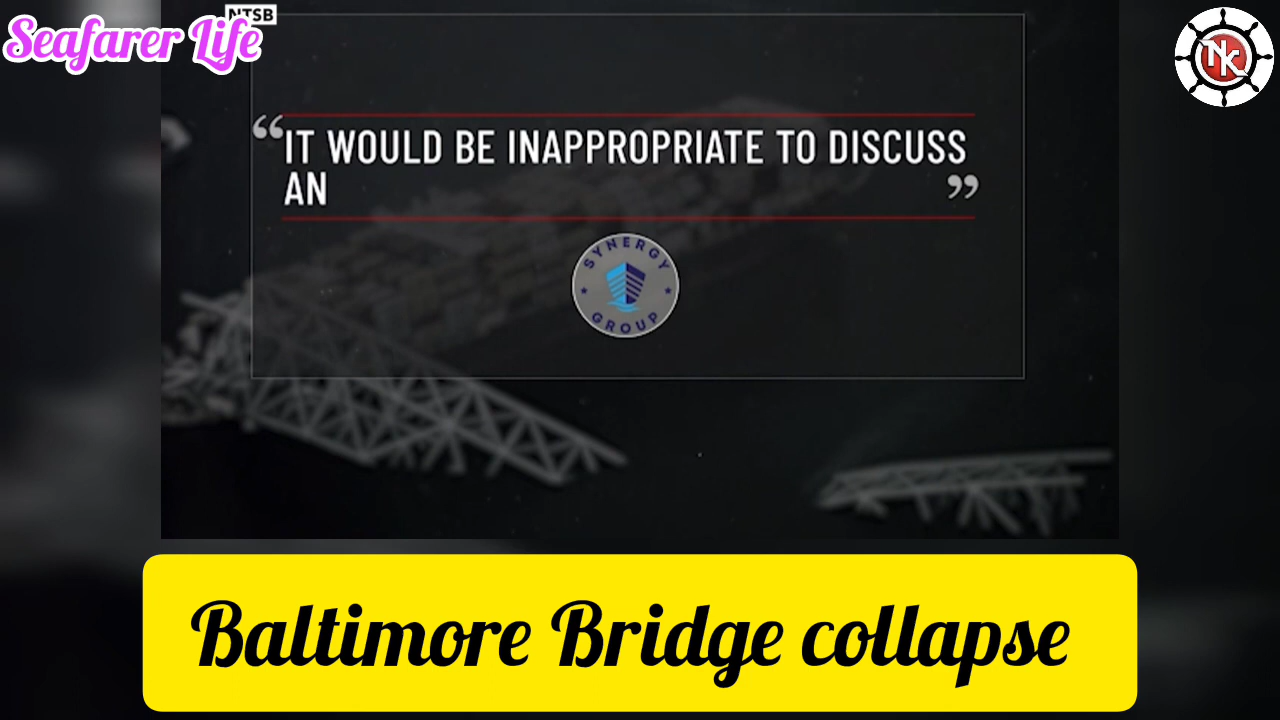 NTSB
Seafarer Life
NK
“IT WOULD BE INAPPROPRIATE TO DISCUSS
AN”
SYNERGY
GROUP
Baltimore Bridge collapse